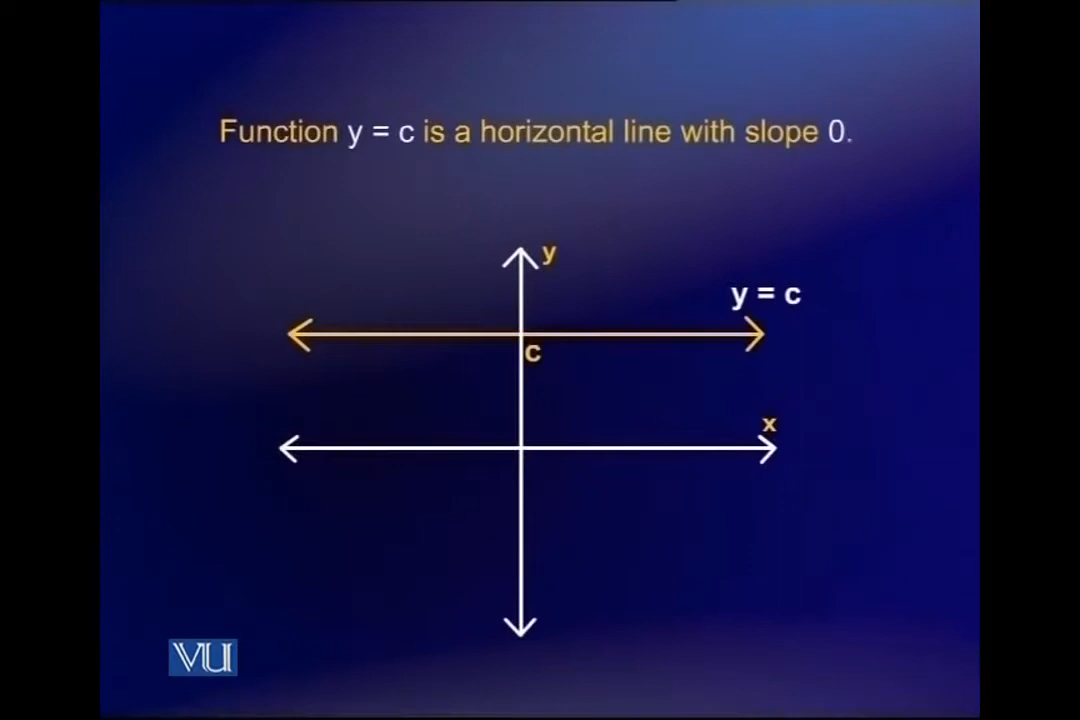 Function y = c is a horizontal line with slope 0.
y
y = c
c
x
VU